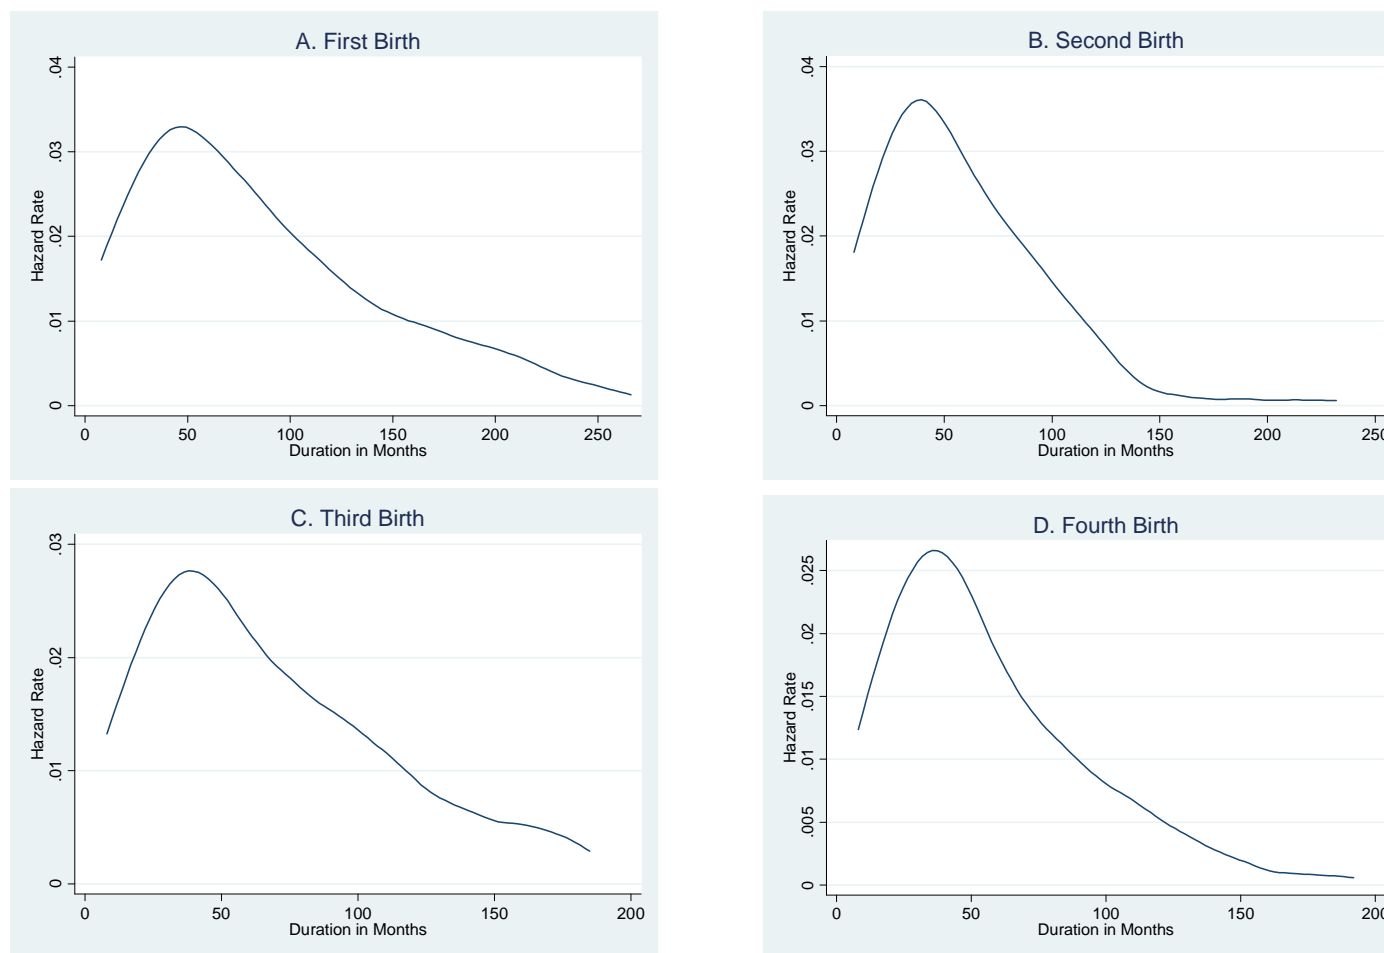 A. First Birth
.04
.03
.02
.01
0
Hazard Rate
0 50 100 150 200 250
Duration in Months
B. Second Birth
.04
.03
.02
.01
0
Hazard Rate
0 50 100 150 200 250
Duration in Months
C. Third Birth
.03
.02
.01
0
Hazard Rate
0 50 100 150 200
Duration in Months
D. Fourth Birth
.025
.02
.015
.01
.005
0
Hazard Rate
0 50 100 150 200
Duration in Months